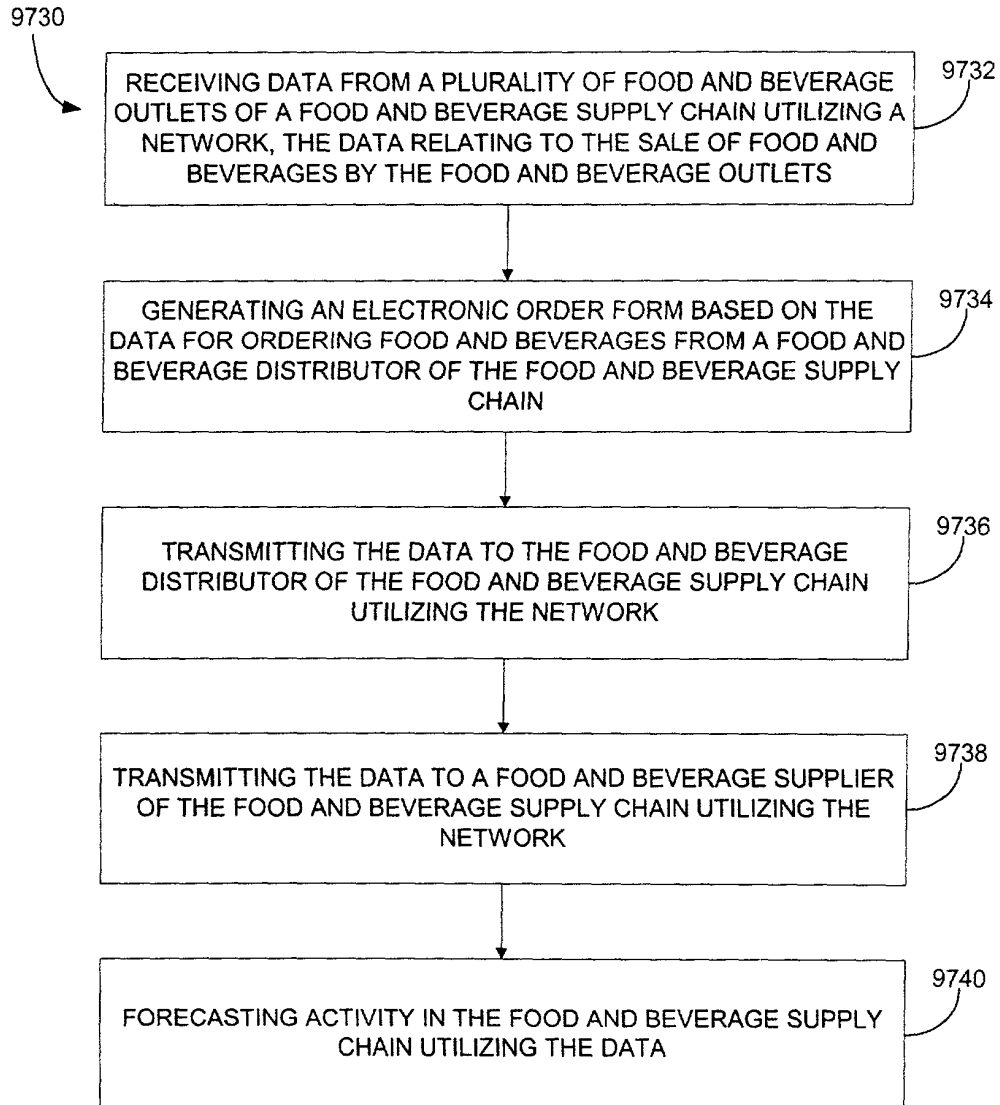 9730
RECEIVING DATA FROM A PLURALITY OF FOOD AND BEVERAGE
OUTLETS OF A FOOD AND BEVERAGE SUPPLY CHAIN UTILIZING A
NETWORK, THE DATA RELATING TO THE SALE OF FOOD AND
BEVERAGES BY THE FOOD AND BEVERAGE OUTLETS
9732
GENERATING AN ELECTRONIC ORDER FORM BASED ON THE
DATA FOR ORDERING FOOD AND BEVERAGES FROM A FOOD AND
BEVERAGE DISTRIBUTOR OF THE FOOD AND BEVERAGE SUPPLY
CHAIN
9734
TRANSMITTING THE DATA TO THE FOOD AND BEVERAGE
DISTRIBUTOR OF THE FOOD AND BEVERAGE SUPPLY CHAIN
UTILIZING THE NETWORK
9736
TRANSMITTING THE DATA TO A FOOD AND BEVERAGE SUPPLIER
OF THE FOOD AND BEVERAGE SUPPLY CHAIN UTILIZING THE
NETWORK
9738
FORECASTING ACTIVITY IN THE FOOD AND BEVERAGE SUPPLY
CHAIN UTILIZING THE DATA
9740